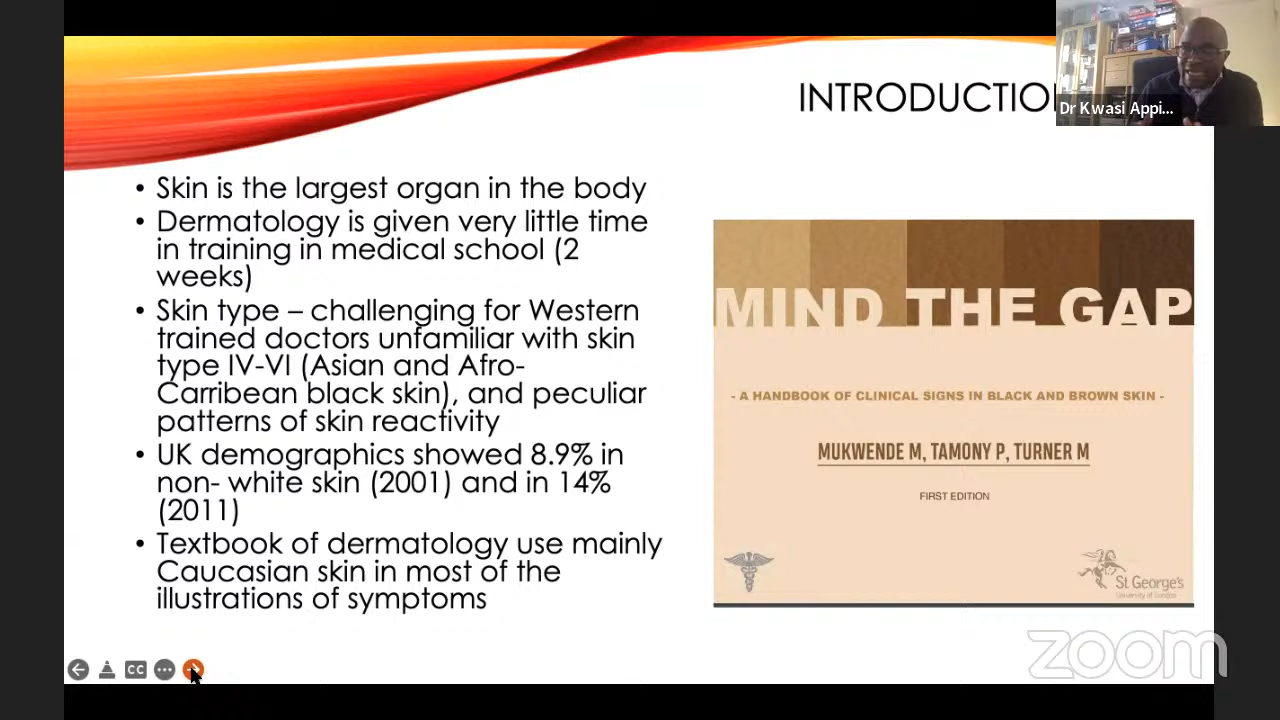 INTRODUCTIO
Dr Kwasi Appi...
• Skin is the largest organ in the body
• Dermatology is given very little time
in training in medical school (2
weeks)
• Skin type – challenging for Western
trained doctors unfamiliar with skin
type IV-VI (Asian and Afro-
Carribean black skin), and peculiar
patterns of skin reactivity
• UK demographics showed 8.9% in
non- white skin (2001) and in 14%
(2011)
• Textbook of dermatology use mainly
Caucasian skin in most of the
illustrations of symptoms
MIND THE GAP
- A HANDBOOK OF CLINICAL SIGNS IN BLACK AND BROWN SKIN -
MUKWENDE M, TAMONY P, TURNER M
FIRST EDITION
St George's
University of London
CC
zoom